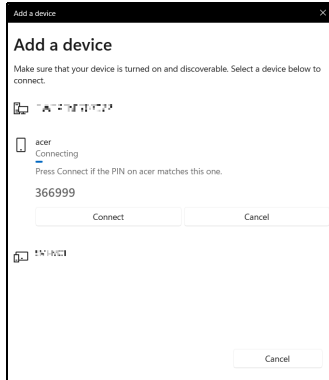 Add a device
Add a device
Make sure that your device is turned on and discoverable. Select a device below to
connect.
acer
Connecting
Press Connect if the PIN on acer matches this one.
366999
Connect
Cancel
Cancel